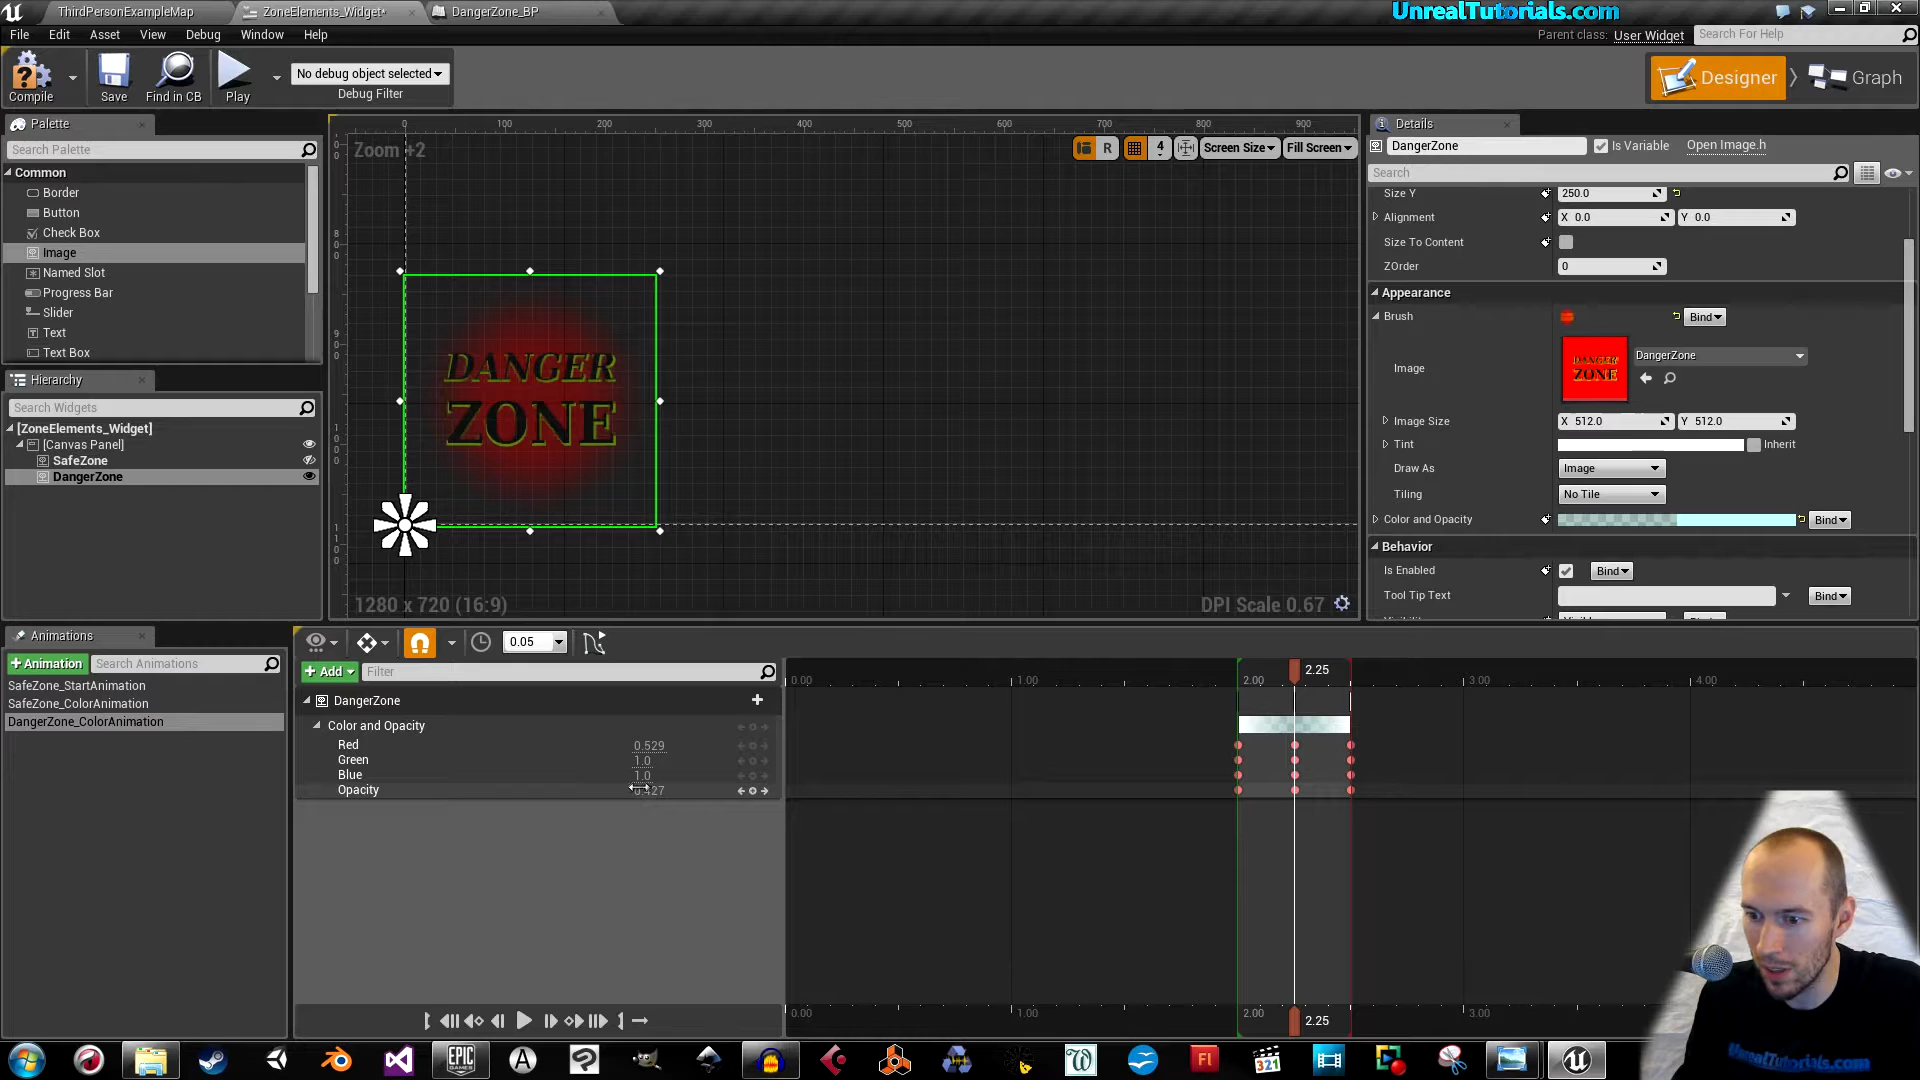 ThirdPersonExampleMap
ZoneElements_Widget*
DangerZone_BP
UnrealTutorials.com
File Edit Asset View Debug Window Help
Parent class: User Widget
Search For Help
Compile
Save
Find in CB
Play
No debug object selected
Debug Filter
Designer
Graph
Palette
Search Palette
Common
Border
Button
Check Box
Image
Named Slot
Progress Bar
Slider
Text
Text Box
Hierarchy
Search Widgets
[ZoneElements_Widget]
[Canvas Panel]
SafeZone
DangerZone
0 100 200 300 400 500 600 700 800 900
Zoom +2
R
4
Screen Size
Fill Screen
DANGER
ZONE
1280 x 720 (16:9)
DPI Scale 0.67
Details
DangerZone
Is Variable
Open Image.h
Search
Size Y 250.0
Alignment X 0.0 Y 0.0
Size To Content
ZOrder 0
Appearance
Brush Bind
Image
DANGER
ZONE
DangerZone
Image Size X 512.0 Y 512.0
Tint Inherit
Draw As Image
Tiling No Tile
Color and Opacity Bind
Behavior
Is Enabled Bind
Tool Tip Text Bind
Animations
+Animation
Search Animations
SafeZone_StartAnimation
SafeZone_ColorAnimation
DangerZone_ColorAnimation
0.05
+ Add
Filter
DangerZone
Color and Opacity
Red 0.529
Green 1.0
Blue 1.0
Opacity
0.00 1.00 2.00 2.25 3.00 4.00
0.00 1.00 2.00 2.25 3.00
EPIC GAMES
UnrealTutorials.com